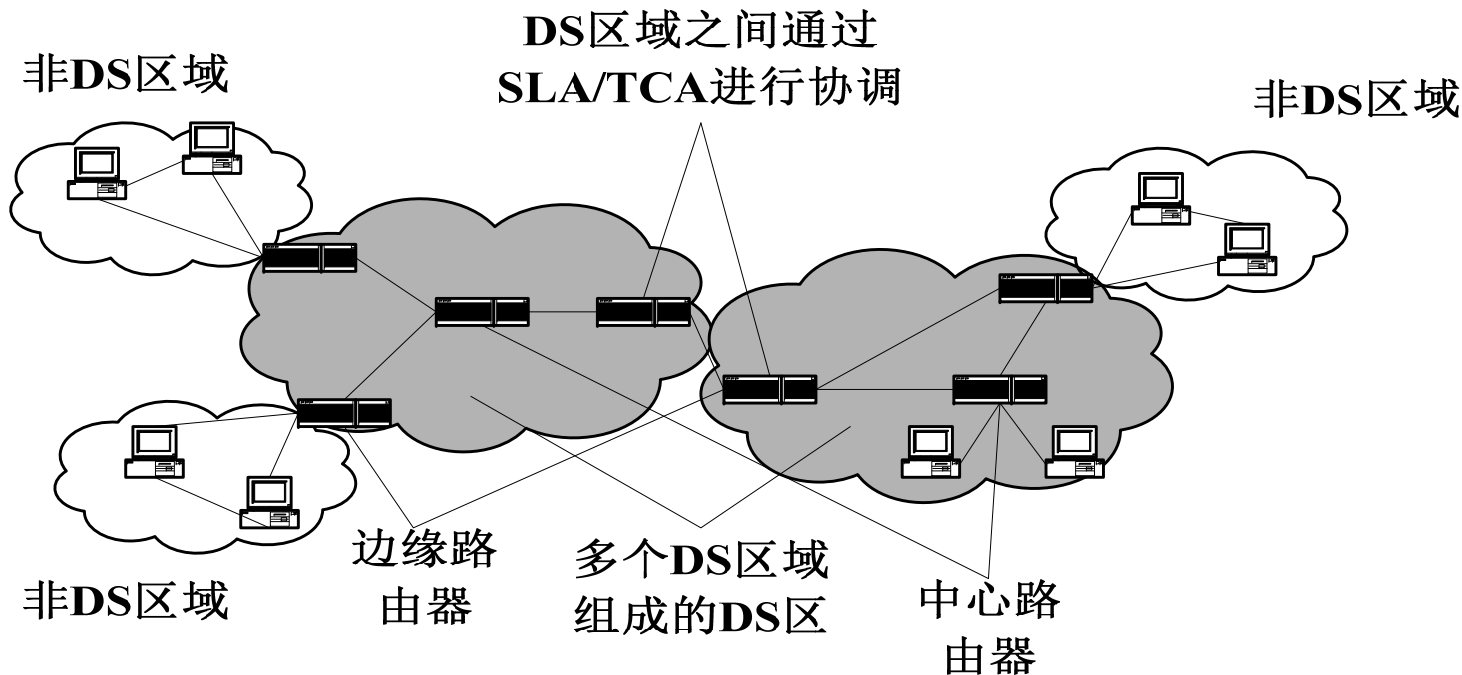 DS区域之间通过
SLA/TCA进行协调
非DS区域
非DS区域
边缘路
由器
多个DS区域
组成的DS区
中心路
由器
非DS区域